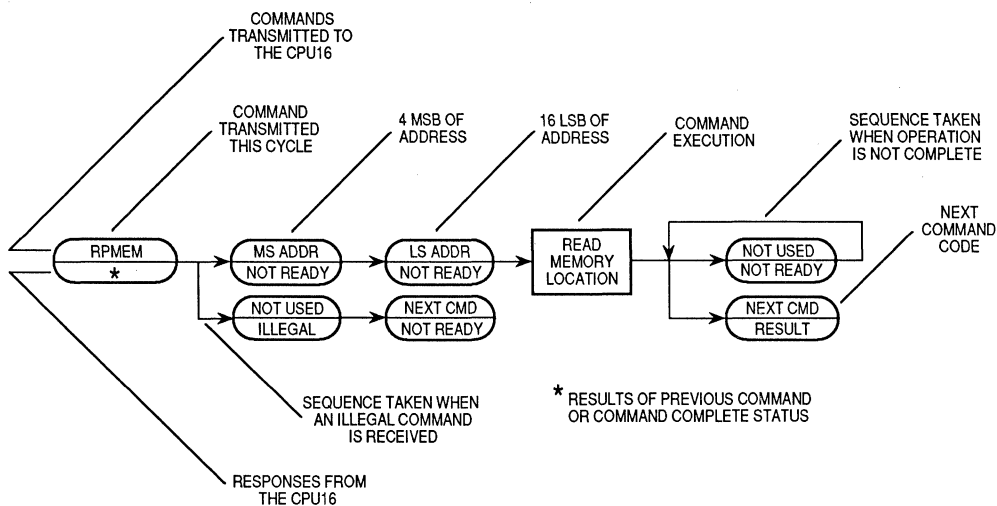 COMMANDS
TRANSMITTED TO
THE CPU16
COMMAND
TRANSMITTED
THIS CYCLE
4 MSB OF
ADDRESS
16 LSB OF
ADDRESS
COMMAND
EXECUTION
SEQUENCE TAKEN
WHEN OPERATION
IS NOT COMPLETE
NEXT
COMMAND
CODE
RPMEM
*
MS ADDR
NOT READY
LS ADDR
NOT READY
READ
MEMORY
LOCATION
NOT USED
NOT READY
NOT USED
ILLEGAL
NEXT CMD
NOT READY
NEXT CMD
RESULT
SEQUENCE TAKEN WHEN
AN ILLEGAL COMMAND
IS RECEIVED
* RESULTS OF PREVIOUS COMMAND
OR COMMAND COMPLETE STATUS
RESPONSES FROM
THE CPU16